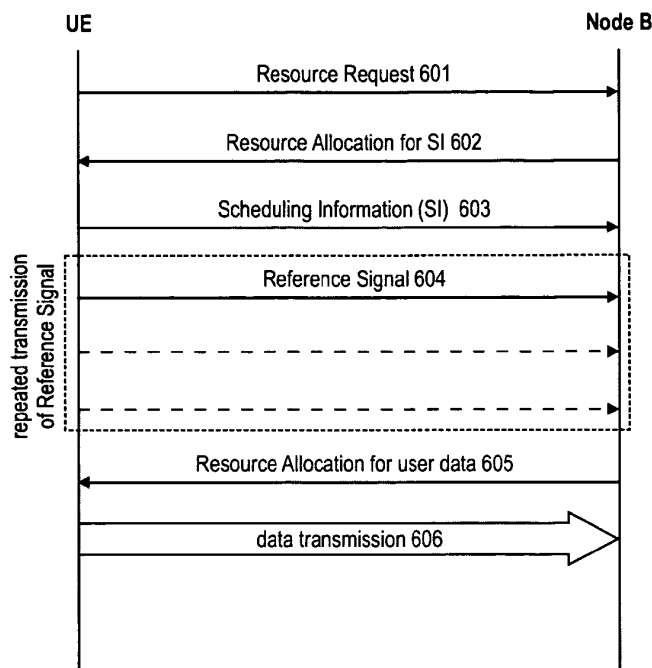 UE
Node B
Resource Request 601
Resource Allocation for SI 602
Scheduling Information (SI) 603
repeated transmission
of Reference Signal
Reference Signal 604
Resource Allocation for user data 605
data transmission 606